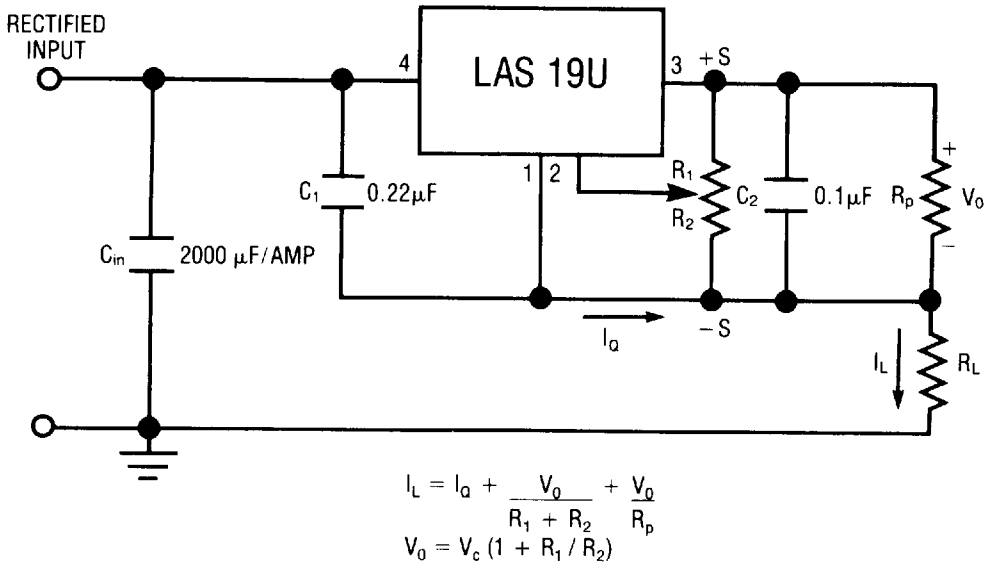 RECTIFIED
INPUT
4
LAS 19U
3
+S
1
2
C₁
0.22µF
R₁
R₂
C₂
0.1µF
Rₚ
+
V₀
−
Cᵢₙ
2000 µF/AMP
I_Q
−S
I_L
R_L
I_L = I_Q + V₀ / (R₁ + R₂) + V₀ / Rₚ
V₀ = V_c (1 + R₁ / R₂)